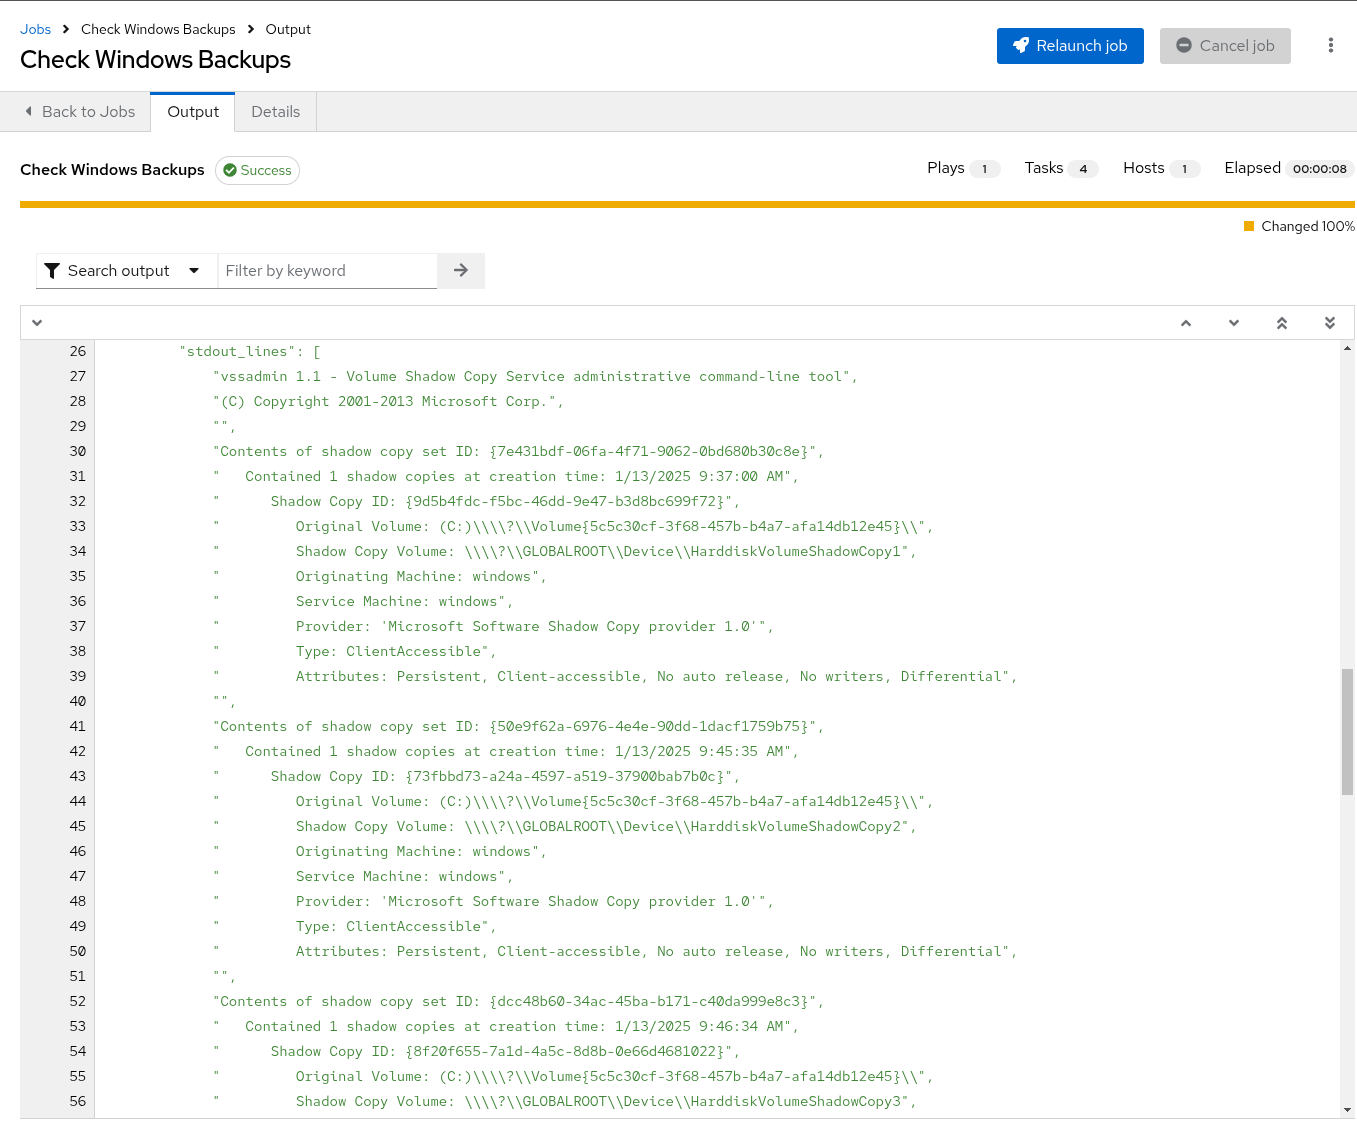 Jobs > Check Windows Backups > Output
Check Windows Backups
Relaunch job
Cancel job
Back to Jobs
Output
Details
Check Windows Backups
Success
Plays 1
Tasks 4
Hosts 1
Elapsed 00:00:08
Changed 100%
Search output
Filter by keyword
26 "stdout_lines": [
27 "vssadmin 1.1 - Volume Shadow Copy Service administrative command-line tool",
28 "(C) Copyright 2001-2013 Microsoft Corp.",
29 "",
30 "Contents of shadow copy set ID: {7e431bdf-06fa-4f71-9062-0bd680b30c8e}",
31 "   Contained 1 shadow copies at creation time: 1/13/2025 9:37:00 AM",
32 "      Shadow Copy ID: {9d5b4fdc-f5bc-46dd-9e47-b3d8bc699f72}",
33 "         Original Volume: (C:)\\\\?\\Volume{5c5c30cf-3f68-457b-b4a7-afa14db12e45}\\",
34 "         Shadow Copy Volume: \\\\?\\GLOBALROOT\\Device\\HarddiskVolumeShadowCopy1",
35 "         Originating Machine: windows",
36 "         Service Machine: windows",
37 "         Provider: 'Microsoft Software Shadow Copy provider 1.0'",
38 "         Type: ClientAccessible",
39 "         Attributes: Persistent, Client-accessible, No auto release, No writers, Differential",
40 "",
41 "Contents of shadow copy set ID: {50e9f62a-6976-4e4e-90dd-1dacf1759b75}",
42 "   Contained 1 shadow copies at creation time: 1/13/2025 9:45:35 AM",
43 "      Shadow Copy ID: {73fbbd73-a24a-4597-a519-37900bab7b0c}",
44 "         Original Volume: (C:)\\\\?\\Volume{5c5c30cf-3f68-457b-b4a7-afa14db12e45}\\",
45 "         Shadow Copy Volume: \\\\?\\GLOBALROOT\\Device\\HarddiskVolumeShadowCopy2",
46 "         Originating Machine: windows",
47 "         Service Machine: windows",
48 "         Provider: 'Microsoft Software Shadow Copy provider 1.0'",
49 "         Type: ClientAccessible",
50 "         Attributes: Persistent, Client-accessible, No auto release, No writers, Differential",
51 "",
52 "Contents of shadow copy set ID: {dcc48b60-34ac-45ba-b171-c40da999e8c3}",
53 "   Contained 1 shadow copies at creation time: 1/13/2025 9:46:34 AM",
54 "      Shadow Copy ID: {8f20f655-7a1d-4a5c-8d8b-0e66d4681022}",
55 "         Original Volume: (C:)\\\\?\\Volume{5c5c30cf-3f68-457b-b4a7-afa14db12e45}\\",
56 "         Shadow Copy Volume: \\\\?\\GLOBALROOT\\Device\\HarddiskVolumeShadowCopy3",